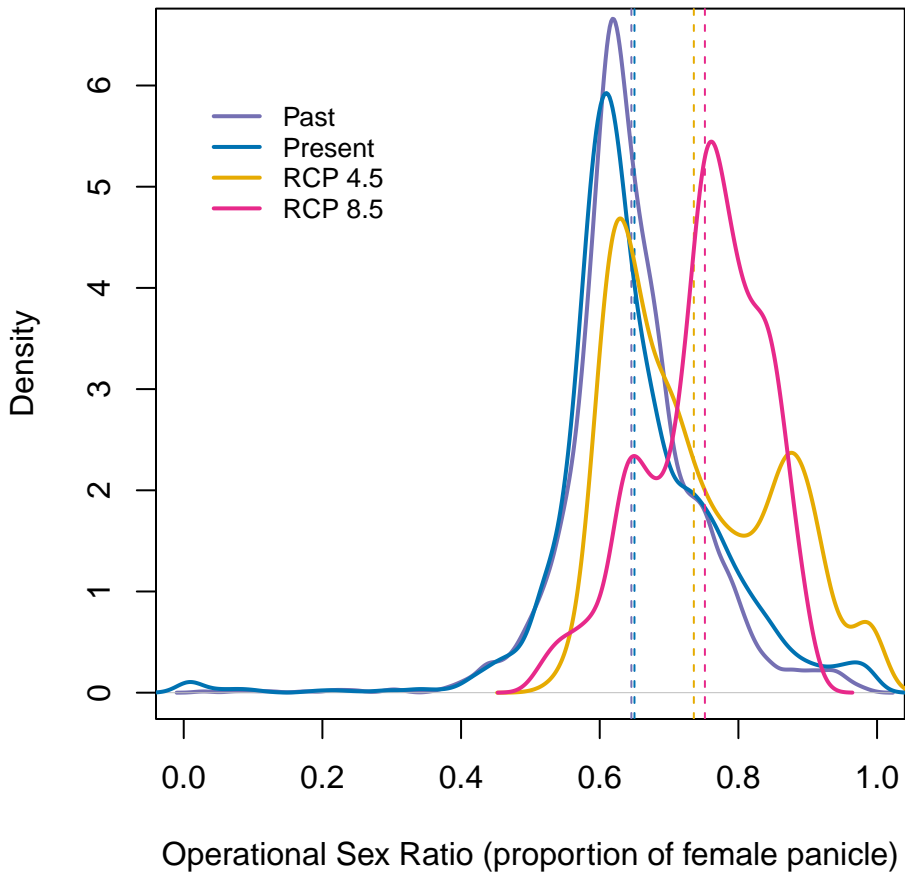 Density
6
5
4
3
2
1
0
Past
Present
RCP 4.5
RCP 8.5
0.0 0.2 0.4 0.6 0.8 1.0
Operational Sex Ratio (proportion of female panicle)